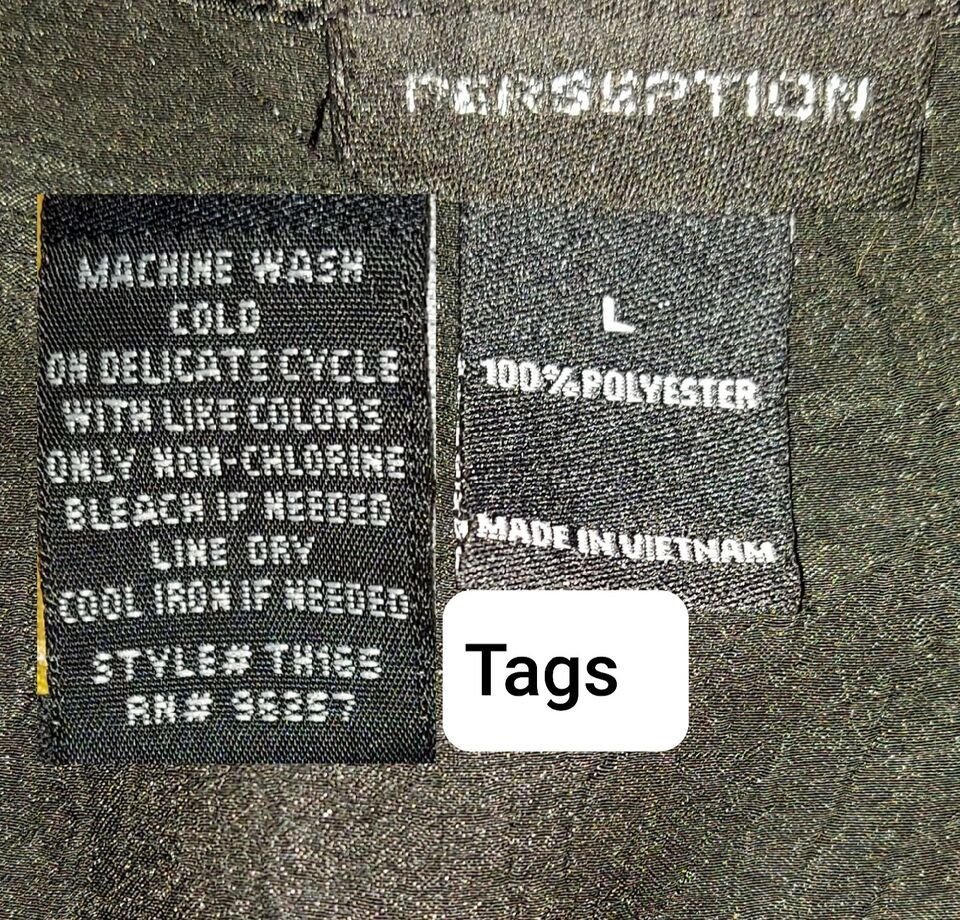 PERSEPTION
MACHINE WASH
COLD
ON DELICATE CYCLE
WITH LIKE COLORS
ONLY NON-CHLORINE
BLEACH IF NEEDED
LINE DRY
COOL IRON IF NEEDED
STYLE#
RN#
L
100% POLYESTER
MADE IN VIETNAM
Tags